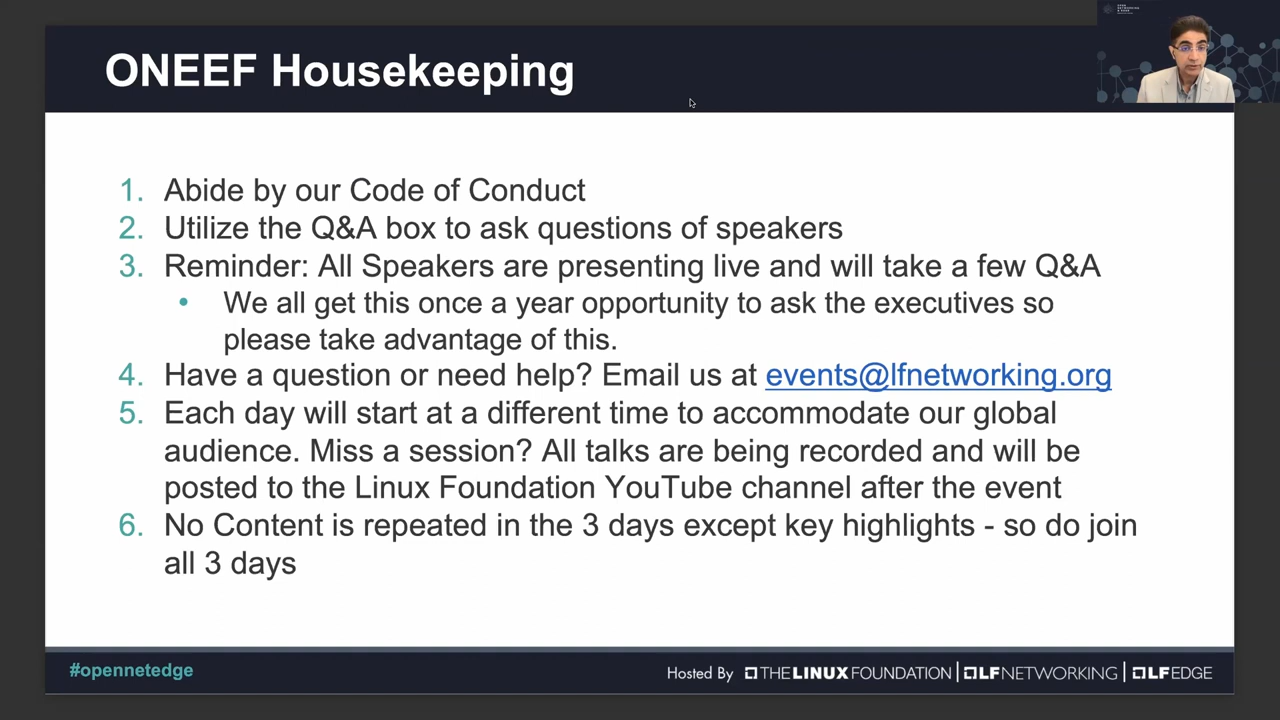 ONEEF Housekeeping
1. Abide by our Code of Conduct
2. Utilize the Q&A box to ask questions of speakers
3. Reminder: All Speakers are presenting live and will take a few Q&A
• We all get this once a year opportunity to ask the executives so
please take advantage of this.
4. Have a question or need help? Email us at events@lfnetworking.org
5. Each day will start at a different time to accommodate our global
audience. Miss a session? All talks are being recorded and will be
posted to the Linux Foundation YouTube channel after the event
6. No Content is repeated in the 3 days except key highlights - so do join
all 3 days
#opennetedge
Hosted By THE LINUX FOUNDATION | LFNETWORKING | LFEDGE